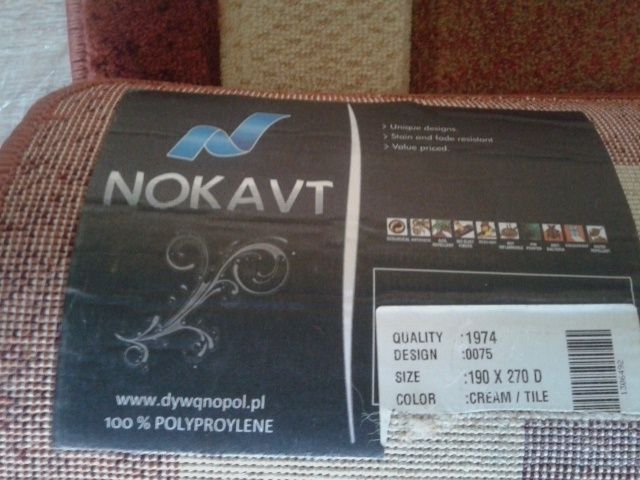 NOKAVT
www.dywqnopol.pl
100 % POLYPROYLENE
> Unique designs.
> Stain and fade resistant
> Value priced.
QUALITY :1974
DESIGN :0075
SIZE :190 X 270 D
COLOR :CREAM / TILE
1306492